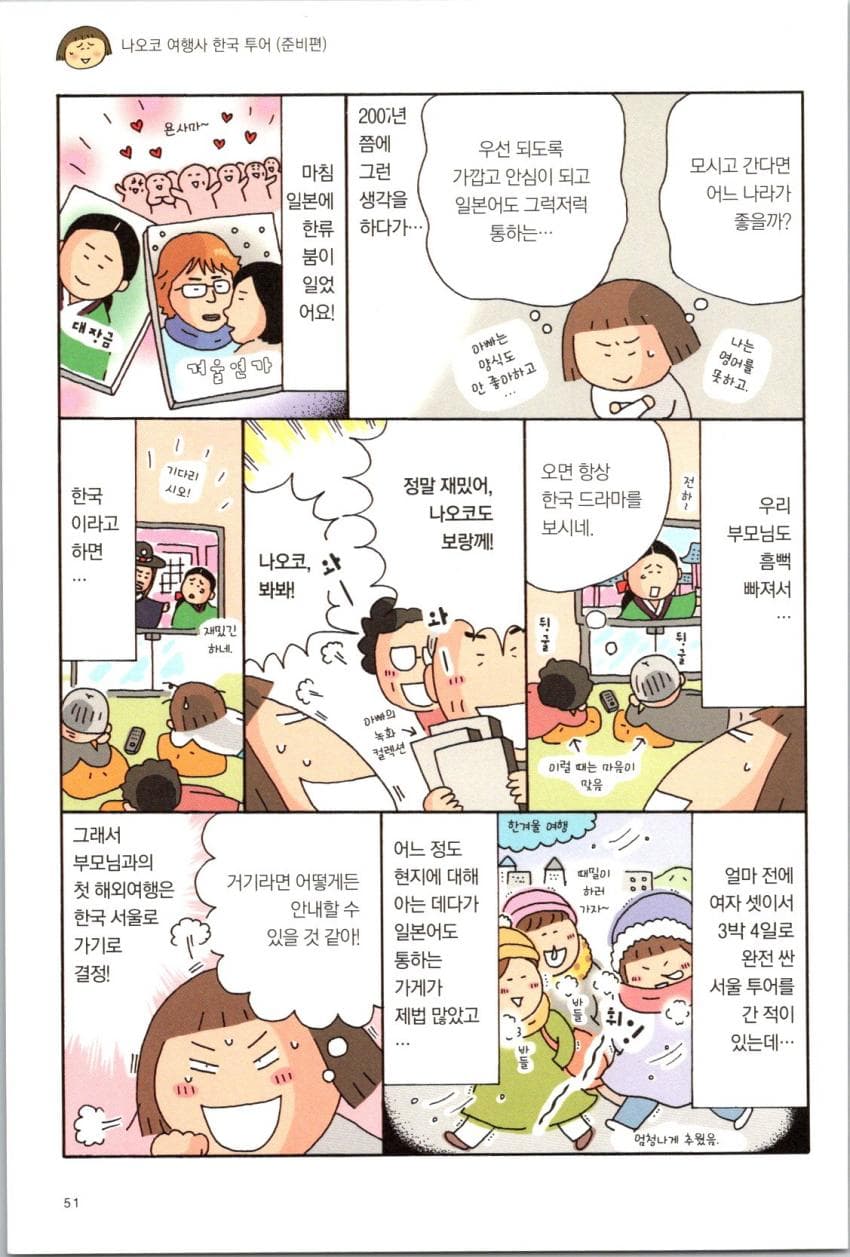 나오코 여행사 한국 투어 (준비편)
모시고 간다면
어느 나라가
좋을까?
우선 되도록
가깝고 안심이 되고
일본어도 그럭저럭
통하는…
나는
영어를
못하고.
아빠는
양식도
안 좋아하고
…
2007년
쯤에
그런
생각을
하다가…
마침
일본에
한류
붐이
일었
어요!
욘사마~
대장금
겨울연가
우리
부모님도
흠뻑
빠져서
…
전하~
오면 항상
한국 드라마를
보시네.
뒹굴
뒹굴
이럴 때는 마음이
맞음
정말 재밌어,
나오코도
보랑께!
나오코,
봐봐!
와ー
와ー
아빠의
녹화
컬렉션
한국
이라고
하면
…
기다리
시오!
재밌긴
하네.
얼마 전에
여자 셋이서
3박 4일로
완전 싼
서울 투어를
간 적이
있는데…
한겨울 여행
때밀이
하러
가자~
바들
바들
휘잉
엄청나게 추웠음.
어느 정도
현지에 대해
아는 데다가
일본어도
통하는
가게가
제법 많았고
…
거기라면 어떻게든
안내할 수
있을 것 같아!
그래서
부모님과의
첫 해외여행은
한국 서울로
가기로
결정!
51